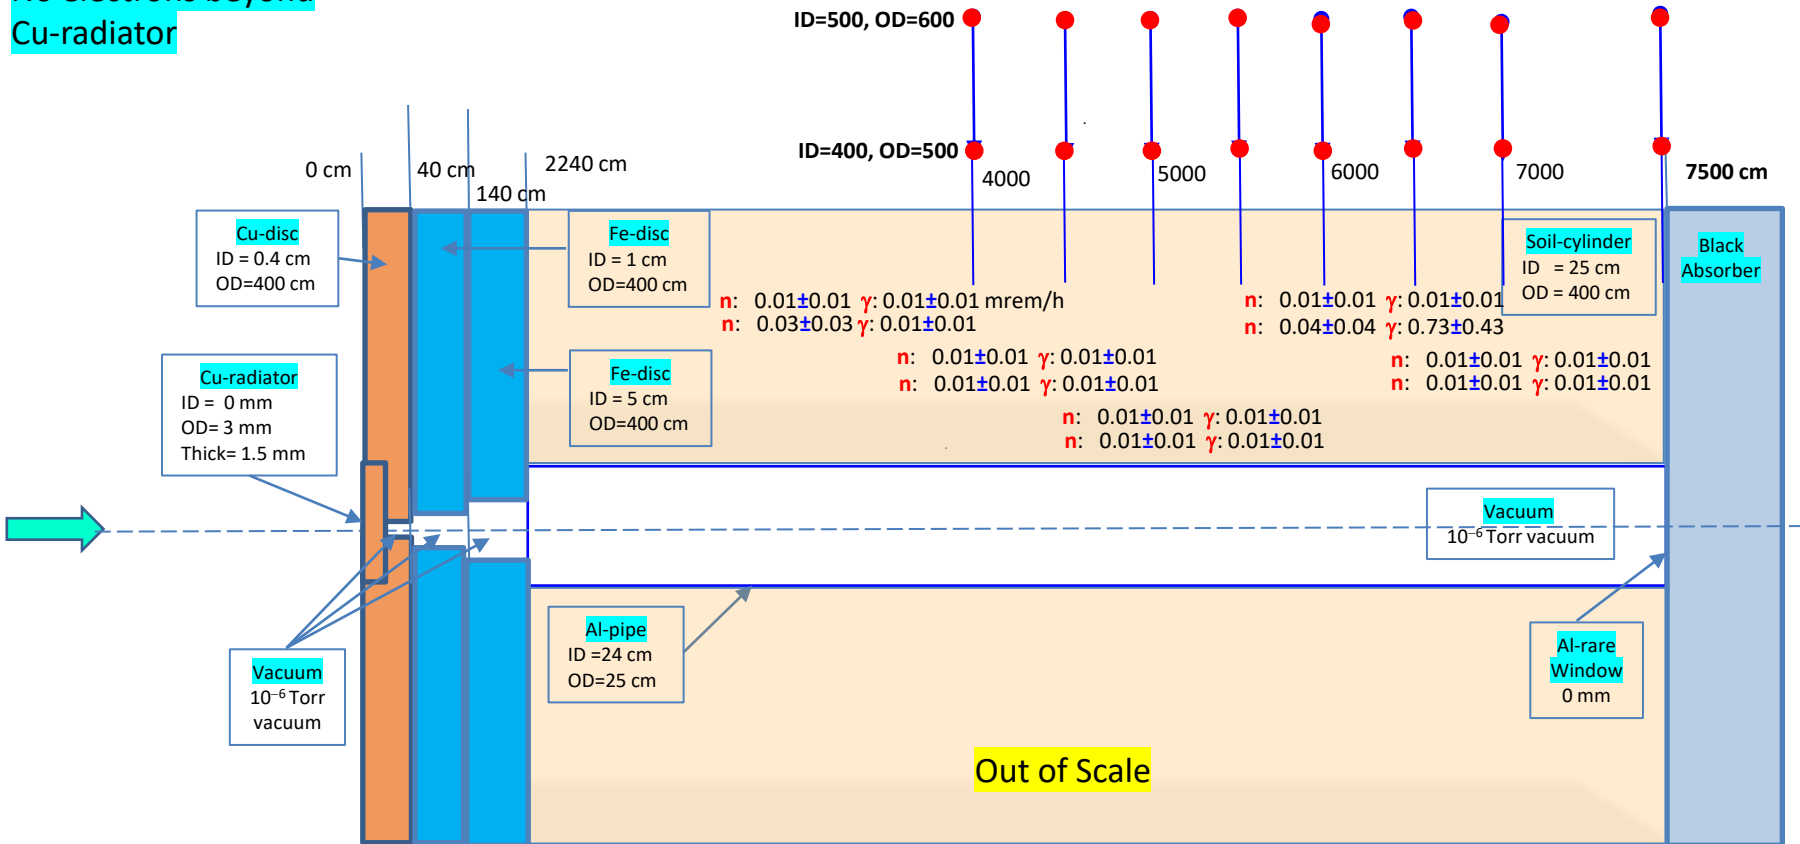 No electrons beyond
Cu-radiator
ID=500, OD=600
ID=400, OD=500
0 cm
40 cm
140 cm
2240 cm
4000
5000
6000
7000
7500 cm
Cu-disc
ID = 0.4 cm
OD=400 cm
Fe-disc
ID = 1 cm
OD=400 cm
Soil-cylinder
ID = 25 cm
OD = 400 cm
Black
Absorber
n: 0.01±0.01 γ: 0.01±0.01 mrem/h
n: 0.03±0.03 γ: 0.01±0.01
n: 0.01±0.01 γ: 0.01±0.01
n: 0.04±0.04 γ: 0.73±0.43
n: 0.01±0.01 γ: 0.01±0.01
n: 0.01±0.01 γ: 0.01±0.01
n: 0.01±0.01 γ: 0.01±0.01
n: 0.01±0.01 γ: 0.01±0.01
n: 0.01±0.01 γ: 0.01±0.01
n: 0.01±0.01 γ: 0.01±0.01
Cu-radiator
ID = 0 mm
OD= 3 mm
Thick= 1.5 mm
Fe-disc
ID = 5 cm
OD=400 cm
Vacuum
10⁻⁶ Torr vacuum
Vacuum
10⁻⁶ Torr
vacuum
Al-pipe
ID =24 cm
OD=25 cm
Al-rare
Window
0 mm
Out of Scale